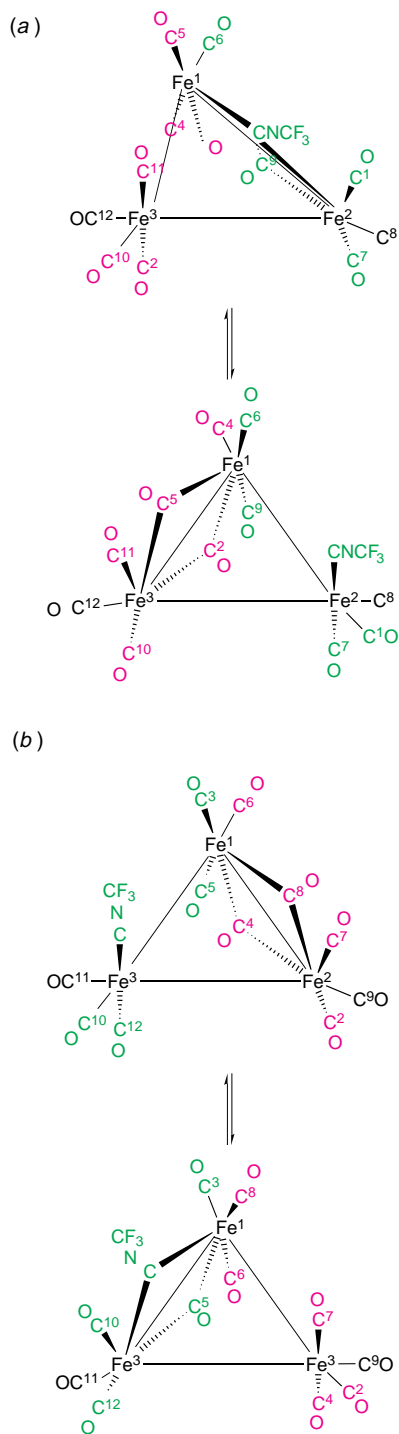 (a)
O
C⁵ C⁶ O
Fe¹
C⁴ CNCF₃
O O
C¹¹ O C⁹ O
C¹
OC¹² Fe³ Fe²
C⁸
C¹⁰ C² C⁷
O O O
O
O C⁴ C⁶
Fe¹
O C⁵
C⁹
O C² O
C¹¹ O CNCF₃
O C¹² Fe³ Fe² C⁸
C¹⁰ C⁷ C¹O
O O
(b)
O O
C³ C⁶
Fe¹
CF₃ C⁵ C⁸ O
N O C⁴ O
C O C⁷
OC¹¹ Fe³ Fe²
C⁹O
O C¹⁰ C¹² C²
O O
O O
C³ C⁸
CF₃ Fe¹
N C C⁶
O C⁵ O O
C¹⁰ O C⁷
OC¹¹ Fe³ Fe³ C⁹O
C¹² C⁴ C² O
O O